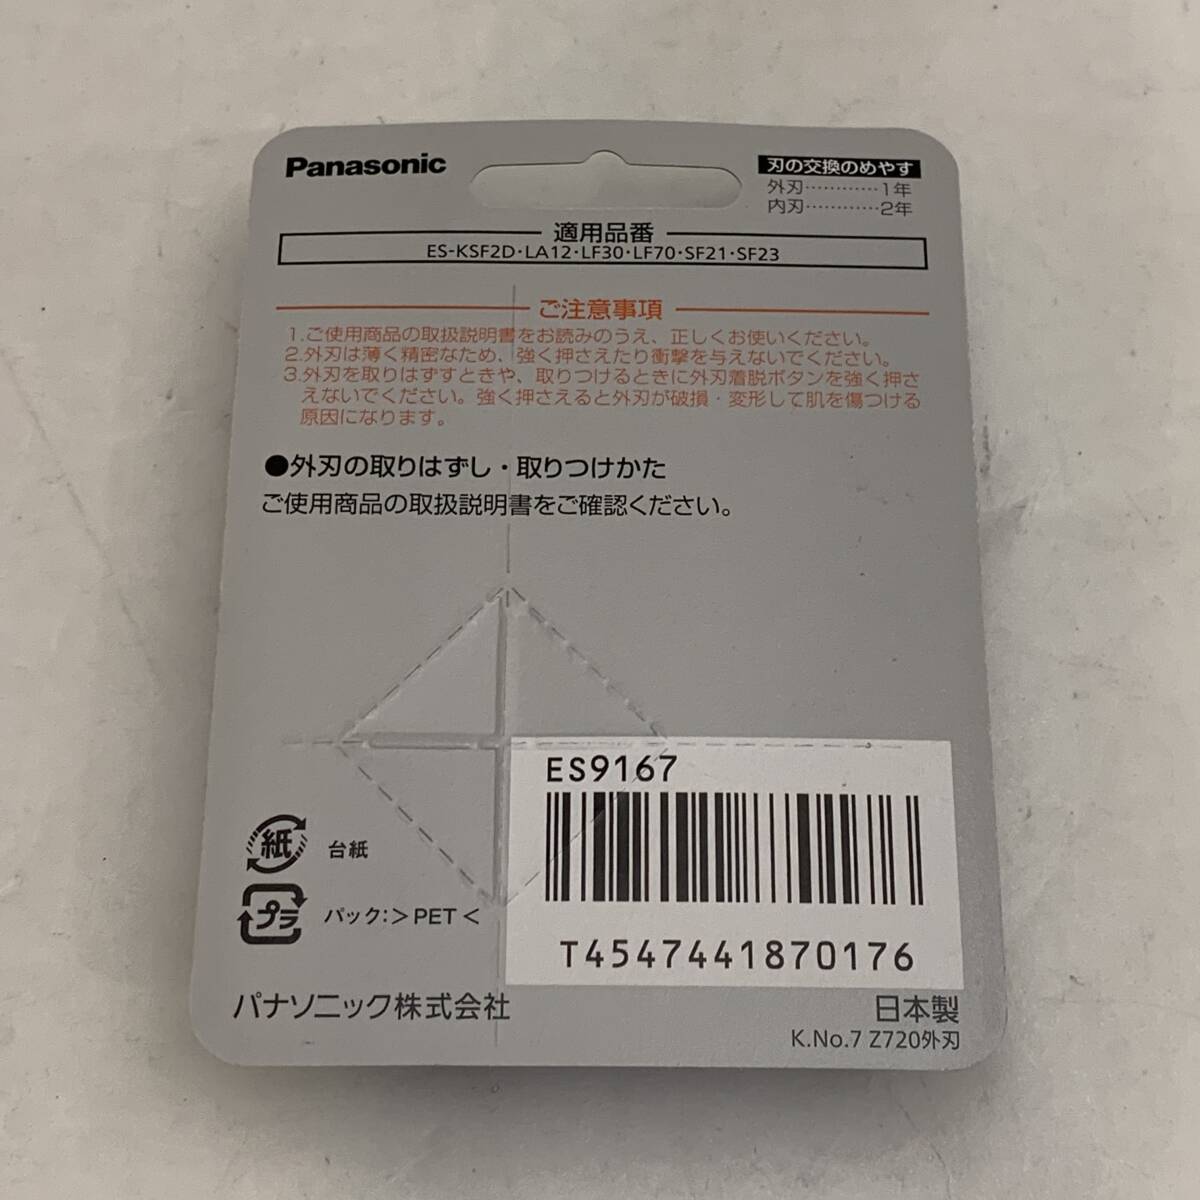 Panasonic
刃の交換のめやす
外刃…………1年
内刃…………2年
適用品番
ES-KSF2D・LA12・LF30・LF70・SF21・SF23
ご注意事項
1.ご使用商品の取扱説明書をお読みのうえ、正しくお使いください。
2.外刃は薄く精密なため、強く押さえたり衝撃を与えないでください。
3.外刃を取りはずすときや、取りつけるときに外刃着脱ボタンを強く押さ
えないでください。強く押さえると外刃が破損・変形して肌を傷つける
原因になります。
●外刃の取りはずし・取りつけかた
ご使用商品の取扱説明書をご確認ください。
ES9167
T4547441870176
紙 台紙
プラ パック:＞PET＜
パナソニック株式会社
日本製
K.No.7 Z720外刃